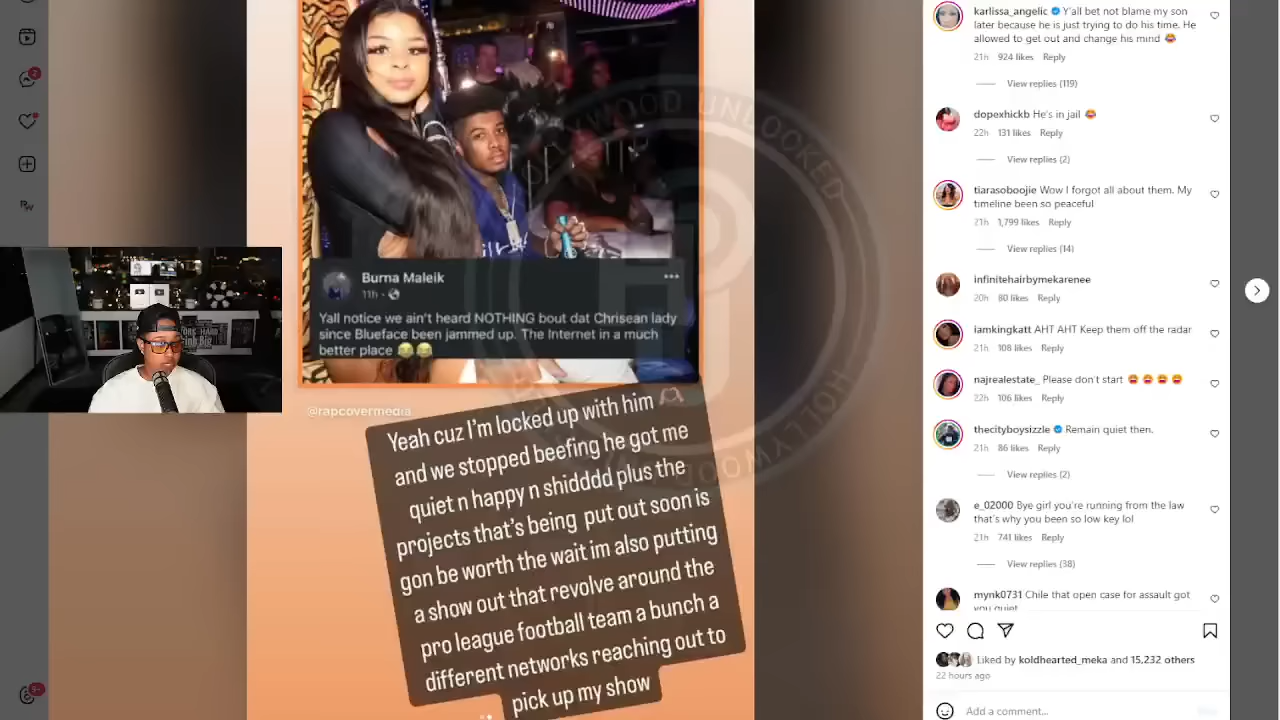 Burna Maleik
11h
Yall notice we ain't heard NOTHING bout dat Chrisean lady
since Blueface been jammed up. The Internet in a much
better place 😂😂
@rapcovermedia
Yeah cuz I'm locked up with him 🫶🏽
and we stopped beefing he got me
quiet n happy n shidddd plus the
projects that's being put out soon is
gon be worth the wait im also putting
a show out that revolve around the
pro league football team a bunch a
different networks reaching out to
pick up my show
HOLLYWOOD UNLOCKED
HOLLYWOOD
karlissa_angelic Y'all bet not blame my son
later because he is just trying to do his time. He
allowed to get out and change his mind 😂
21h 924 likes Reply
View replies (119)
dopexhickb He's in jail 😂
22h 131 likes Reply
View replies (2)
tiarasoboojie Wow I forgot all about them. My
timeline been so peaceful
21h 1,799 likes Reply
View replies (14)
infinitehairbymekarenee
20h 80 likes Reply
iamkingkatt AHT AHT Keep them off the radar
21h 108 likes Reply
najrealestate_ Please don't start 😩 😩 😩 😩
22h 106 likes Reply
thecityboysizzle Remain quiet then.
21h 86 likes Reply
View replies (2)
e_02000 Bye girl you're running from the law
that's why you been so low key lol
21h 741 likes Reply
View replies (38)
mynk0731 Chile that open case for assault got
you quiet
Liked by koldhearted_meka and 15,232 others
22 hours ago
Add a comment...
2
9+